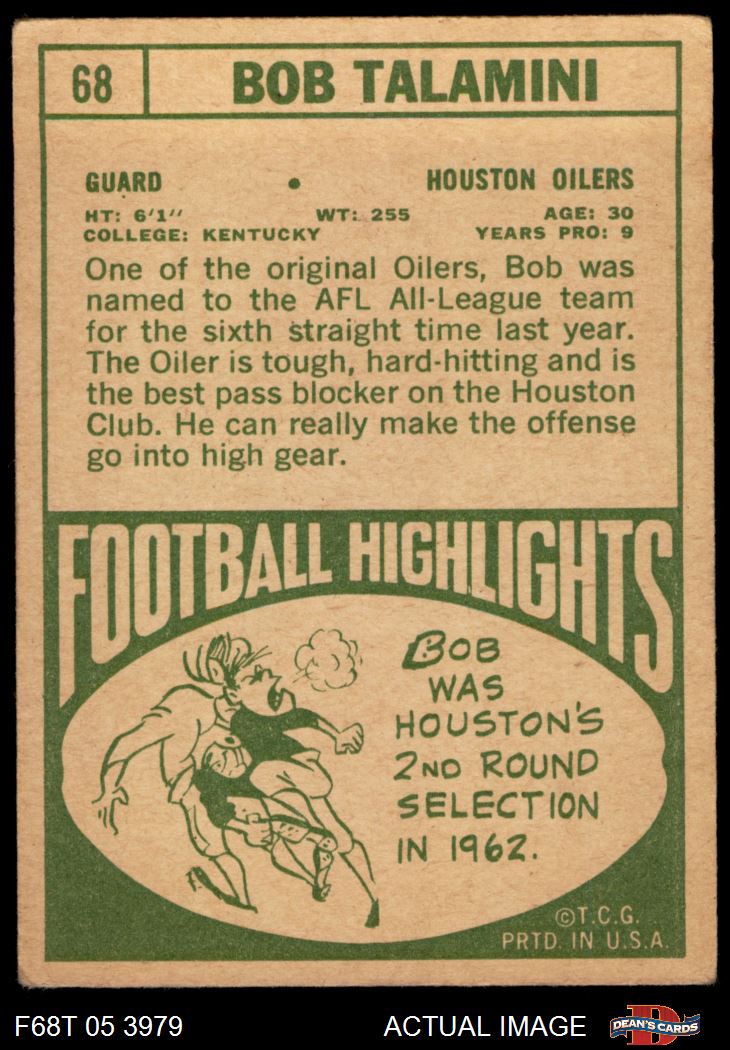 68
BOB TALAMINI
GUARD • HOUSTON OILERS
HT: 6'1" WT: 255 AGE: 30
COLLEGE: KENTUCKY YEARS PRO: 9
One of the original Oilers, Bob was
named to the AFL All-League team
for the sixth straight time last year.
The Oiler is tough, hard-hitting and is
the best pass blocker on the Houston
Club. He can really make the offense
go into high gear.
FOOTBALL HIGHLIGHTS
BOB
WAS
HOUSTON'S
2ND ROUND
SELECTION
IN 1962.
©T.C.G.
PRTD. IN U.S.A.
F68T 05 3979 ACTUAL IMAGE D DEAN'S CARDS